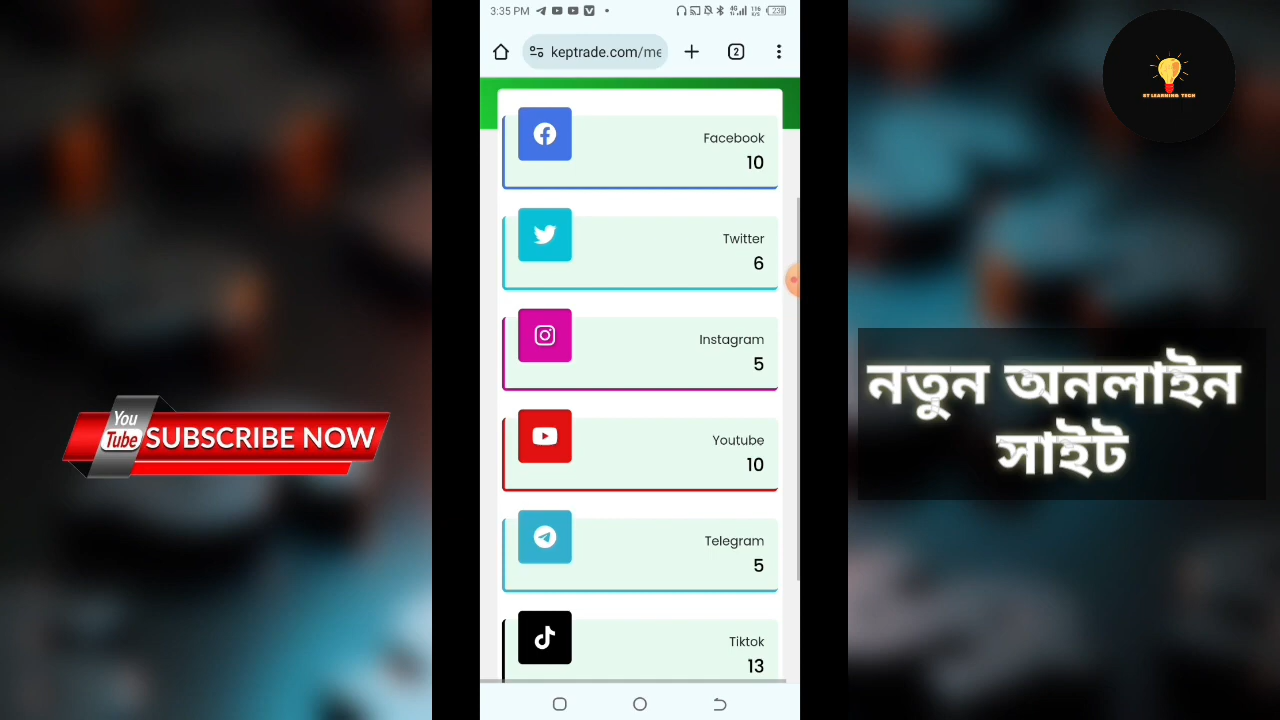 3:35 PM
keptrade.com/me
2
Facebook
10
Twitter
6
Instagram
5
Youtube
10
Telegram
5
Tiktok
13
You
Tube
SUBSCRIBE NOW
নতুন অনলাইন
সাইট